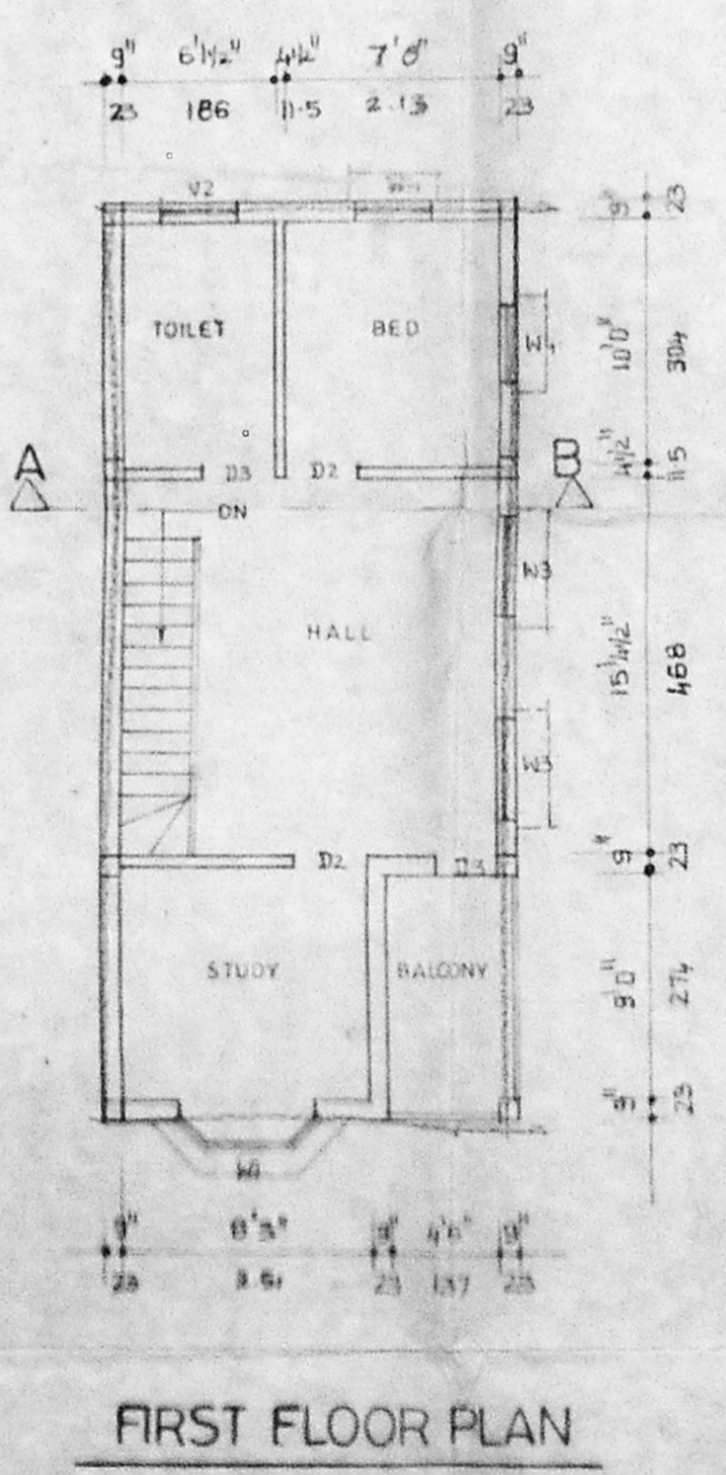 9" 6'1½" 4½" 7'0" 9"
23 186 11·5 2 13 23
V2
9" 23
TOILET BED W4 10'0" 304
A D3 D2 B 4½" 11·5
DN
W3
HALL 15'4½" 468
W3
D2 D3 9" 23
STUDY BALCONY 9'0" 274
9" 23
W1
9" 8'3" 9" 4'6" 9"
23 23 137 23
FIRST FLOOR PLAN